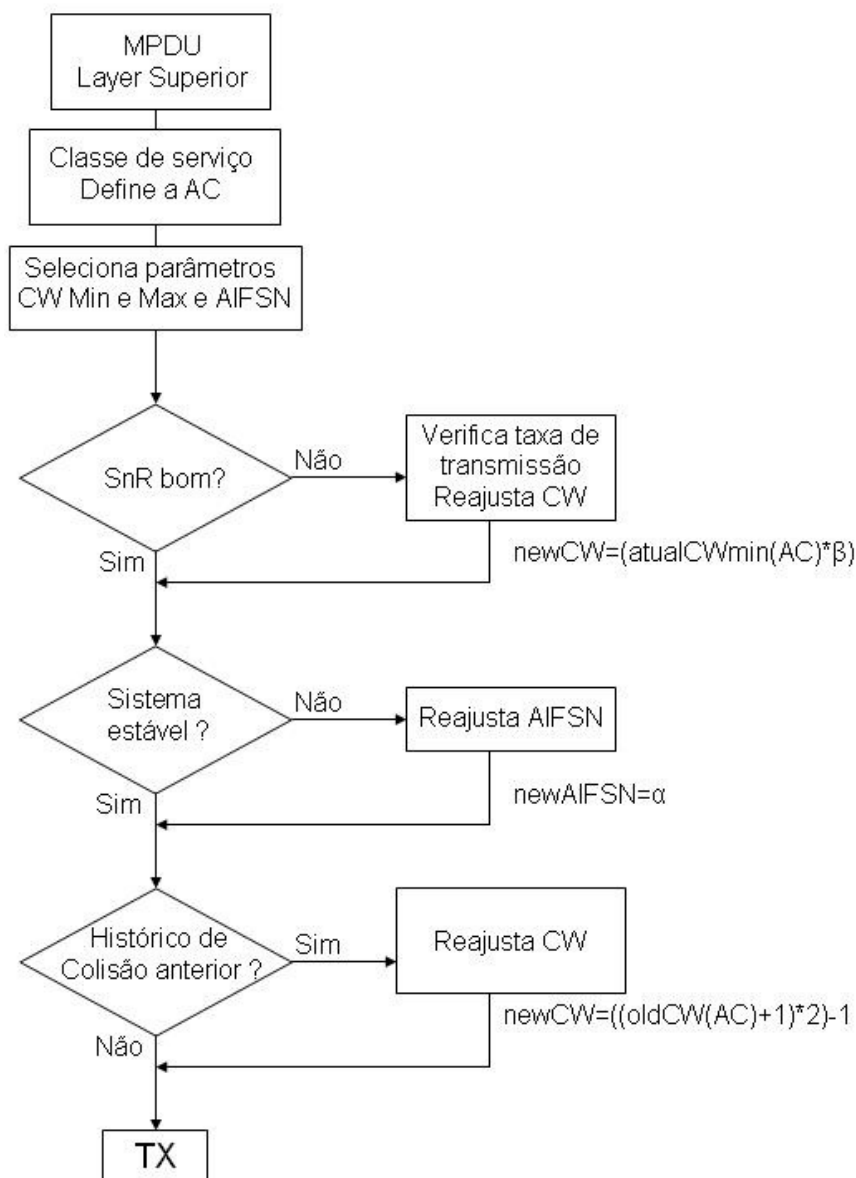 MPDU
Layer Superior
Classe de serviço
Define a AC
Seleciona parâmetros
CW Min e Max e AIFSN
SnR bom?
Não
Verifica taxa de
transmissão
Reajusta CW
newCW=(atualCWmin(AC)*β)
Sim
Sistema
estável ?
Não
Reajusta AIFSN
newAIFSN=α
Sim
Histórico de
Colisão anterior ?
Sim
Reajusta CW
newCW=((oldCW(AC)+1)*2)-1
Não
TX